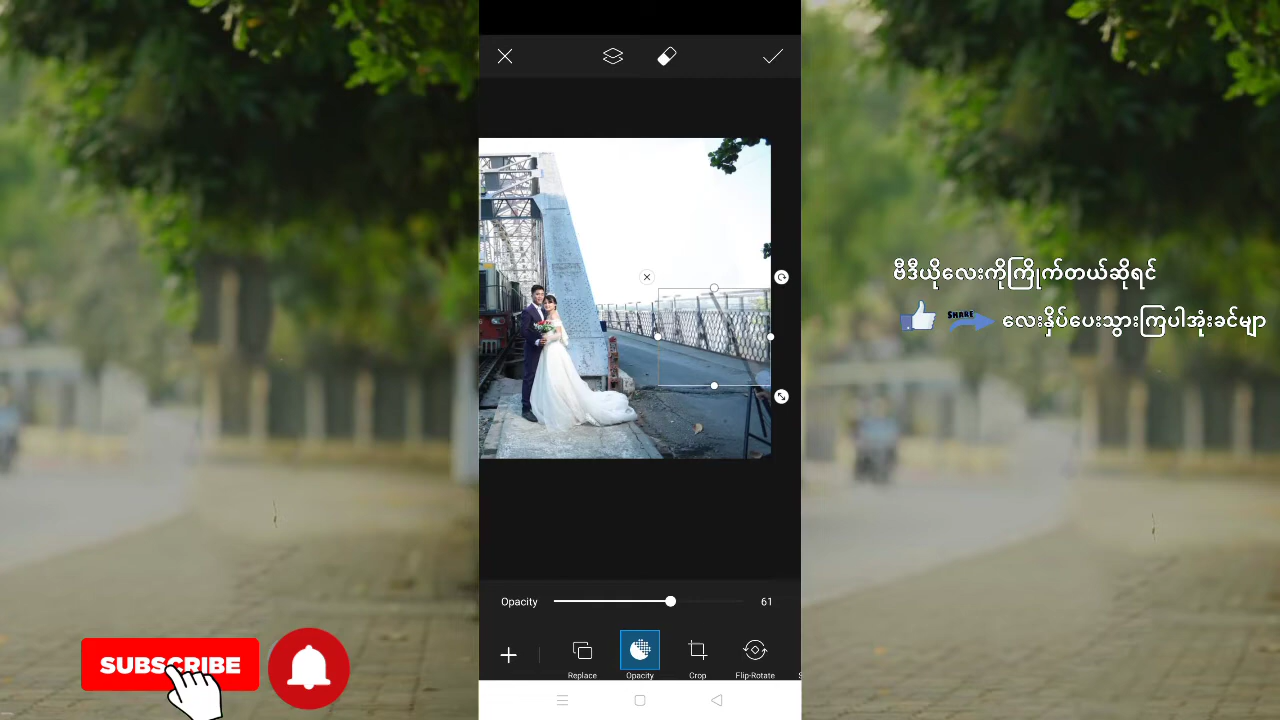 ဗီဒီယိုလေးကိုကြိုက်တယ်ဆိုရင်
SHARE လေးနှိပ်ပေးသွားကြပါအုံးခင်မျာ
Opacity 61
Replace Opacity Crop Flip-Rotate
SUBSCRIBE